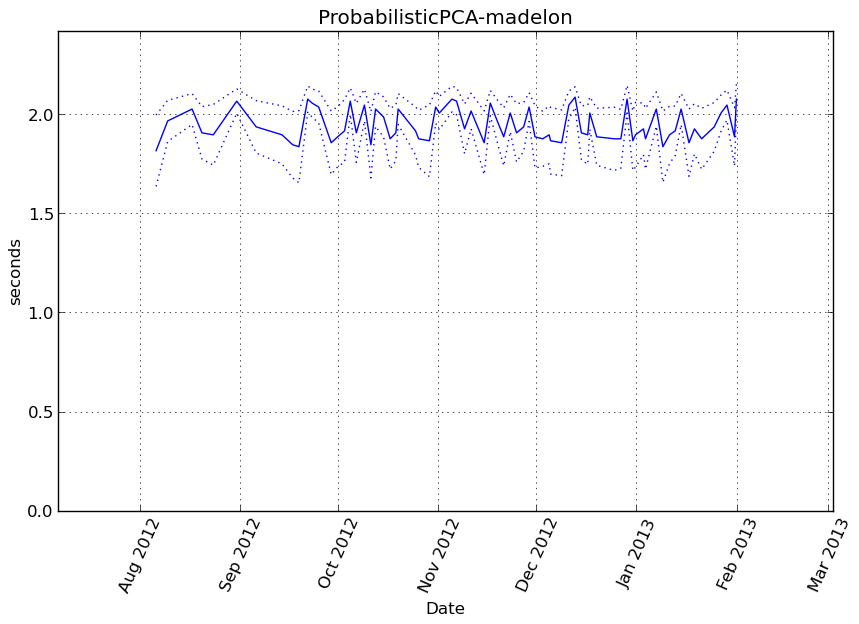 ProbabilisticPCA-madelon
2.0
1.5
1.0
0.5
0.0
seconds
Aug 2012
Sep 2012
Oct 2012
Nov 2012
Dec 2012
Jan 2013
Feb 2013
Mar 2013
Date